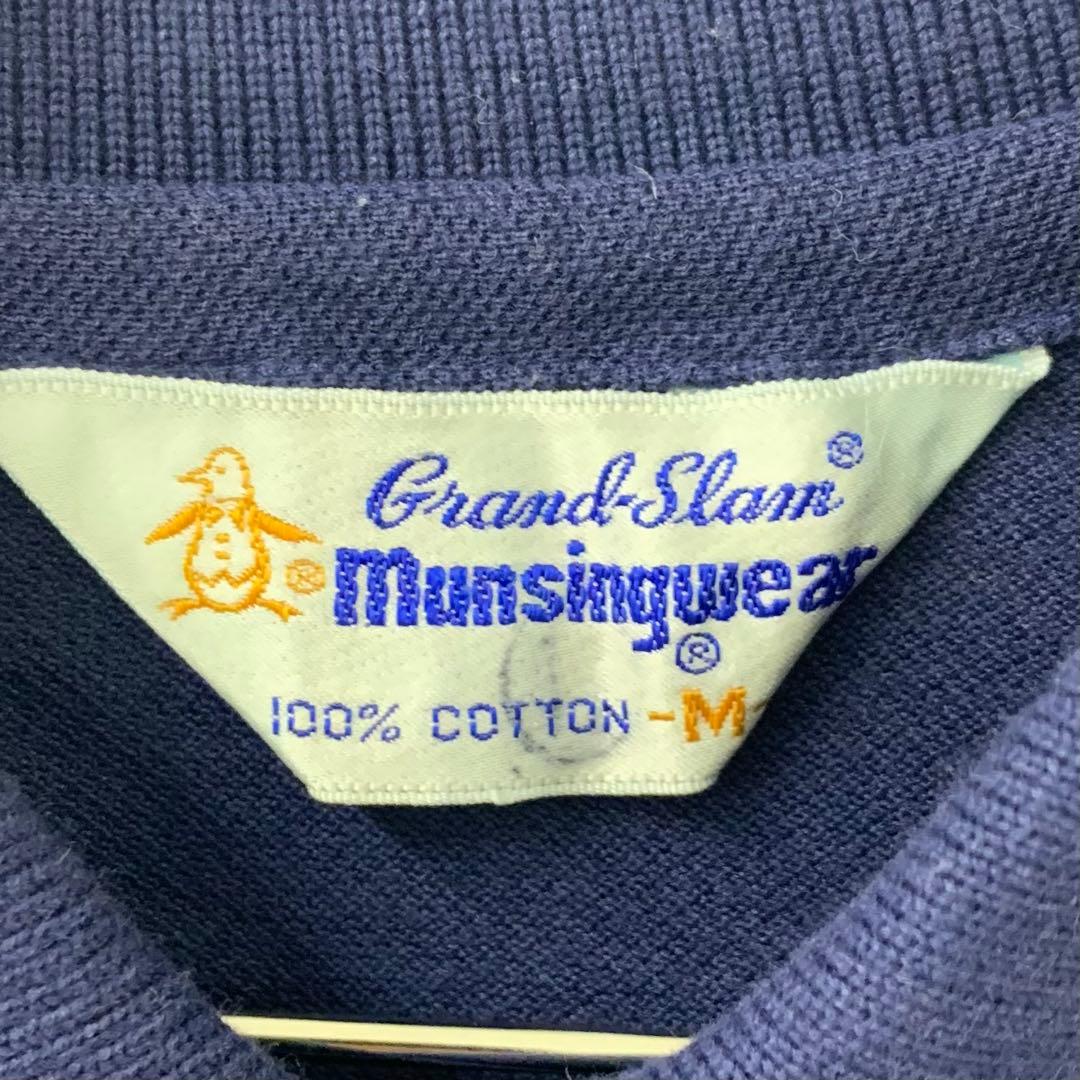 Grand-Slam®
Munsingwear
®
®
100% COTTON -M-